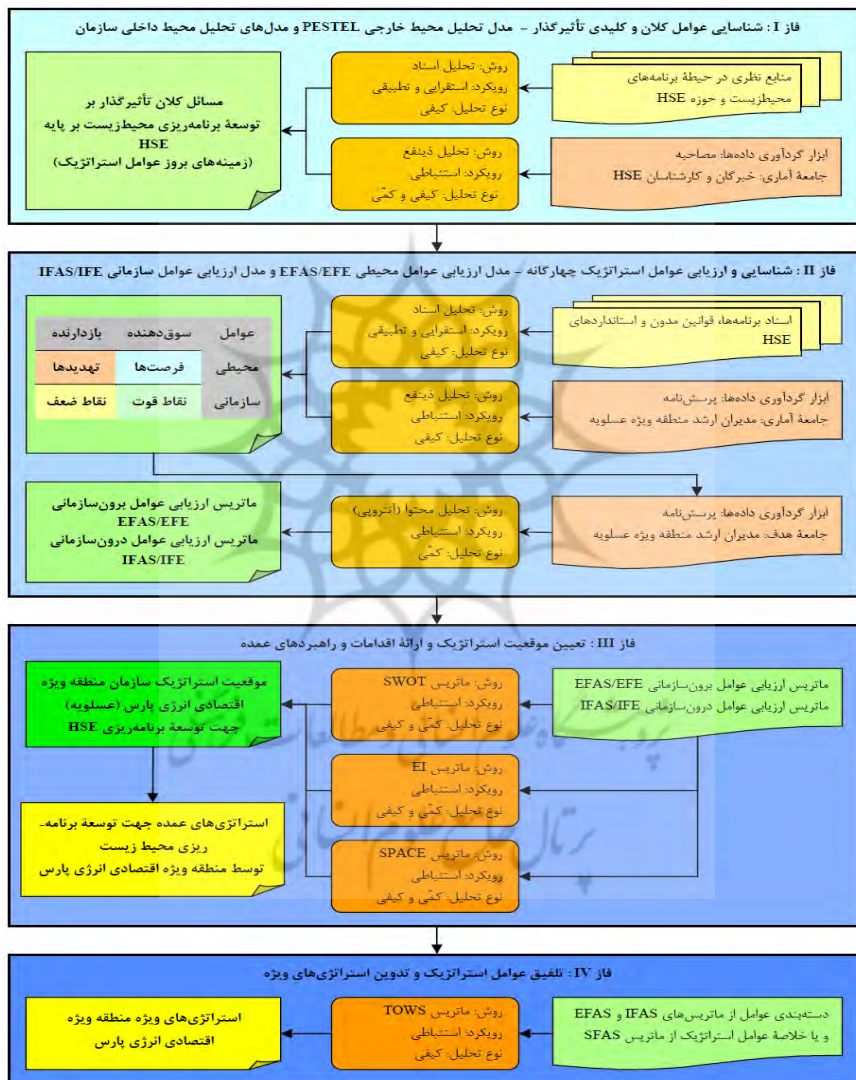 فاز I : شناسایی عوامل کلان و کلیدی تأثیرگذار – مدل تحلیل محیط خارجی PESTEL و مدل‌های تحلیل محیط داخلی سازمان
منابع نظری در حیطهٔ برنامه‌های
محیط‌زیست و حوزه HSE
روش: تحلیل اسناد
رویکرد: استقرایی و تطبیقی
نوع تحلیل: کیفی
ابزار گردآوری داده‌ها: مصاحبه
جامعهٔ آماری: خبرگان و کارشناسان HSE
روش: تحلیل ذینفع
رویکرد: استنباطی
نوع تحلیل: کیفی و کمّی
مسائل کلان تأثیرگذار بر
توسعهٔ برنامه‌ریزی محیط‌زیست بر پایه
HSE
(زمینه‌های بروز عوامل استراتژیک)
فاز II : شناسایی و ارزیابی عوامل استراتژیک چهارگانه – مدل ارزیابی عوامل محیطی EFAS/EFE و مدل ارزیابی عوامل سازمانی IFAS/IFE
اسناد برنامه‌ها، قوانین مدون و استانداردهای
HSE
روش: تحلیل اسناد
رویکرد: استقرایی و تطبیقی
نوع تحلیل: کیفی
ابزار گردآوری داده‌ها: پرسش‌نامه
جامعهٔ آماری: مدیران ارشد منطقه ویژه عسلویه
روش: تحلیل ذینفع
رویکرد: استنباطی
نوع تحلیل: کیفی
عوامل سوق‌دهنده بازدارنده
محیطی فرصت‌ها تهدیدها
سازمانی نقاط قوت نقاط ضعف
ابزار گردآوری داده‌ها: پرسش‌نامه
جامعهٔ هدف: مدیران ارشد منطقه ویژه عسلویه
روش: تحلیل محتوا (آنتروپی)
رویکرد: استنباطی
نوع تحلیل: کمّی
ماتریس ارزیابی عوامل برون‌سازمانی
EFAS/EFE
ماتریس ارزیابی عوامل درون‌سازمانی
IFAS/IFE
فاز III : تعیین موقعیت استراتژیک و ارائهٔ اقدامات و راهبردهای عمده
ماتریس ارزیابی عوامل برون‌سازمانی EFAS/EFE
ماتریس ارزیابی عوامل درون‌سازمانی IFAS/IFE
روش: ماتریس SWOT
رویکرد: استنباطی
نوع تحلیل: کمّی و کیفی
روش: ماتریس EI
رویکرد: استنباطی
نوع تحلیل: کمّی و کیفی
روش: ماتریس SPACE
رویکرد: استنباطی
نوع تحلیل: کمّی و کیفی
موقعیت استراتژیک سازمان منطقه ویژه
اقتصادی انرژی پارس (عسلویه)
جهت توسعهٔ برنامه‌ریزی HSE
استراتژی‌های عمده جهت توسعهٔ برنامه-
ریزی محیط زیست
توسط منطقه ویژه اقتصادی انرژی پارس
پژوهشگاه علوم انسانی و مطالعات فرهنگی
پرتال جامع علوم انسانی
فاز IV : تلفیق عوامل استراتژیک و تدوین استراتژی‌های ویژه
دسته‌بندی عوامل از ماتریس‌های IFAS و EFAS
و یا خلاصهٔ عوامل استراتژیک از ماتریس SFAS
روش: ماتریس TOWS
رویکرد: استنباطی
نوع تحلیل: کیفی
استراتژی‌های ویژه منطقه ویژه
اقتصادی انرژی پارس